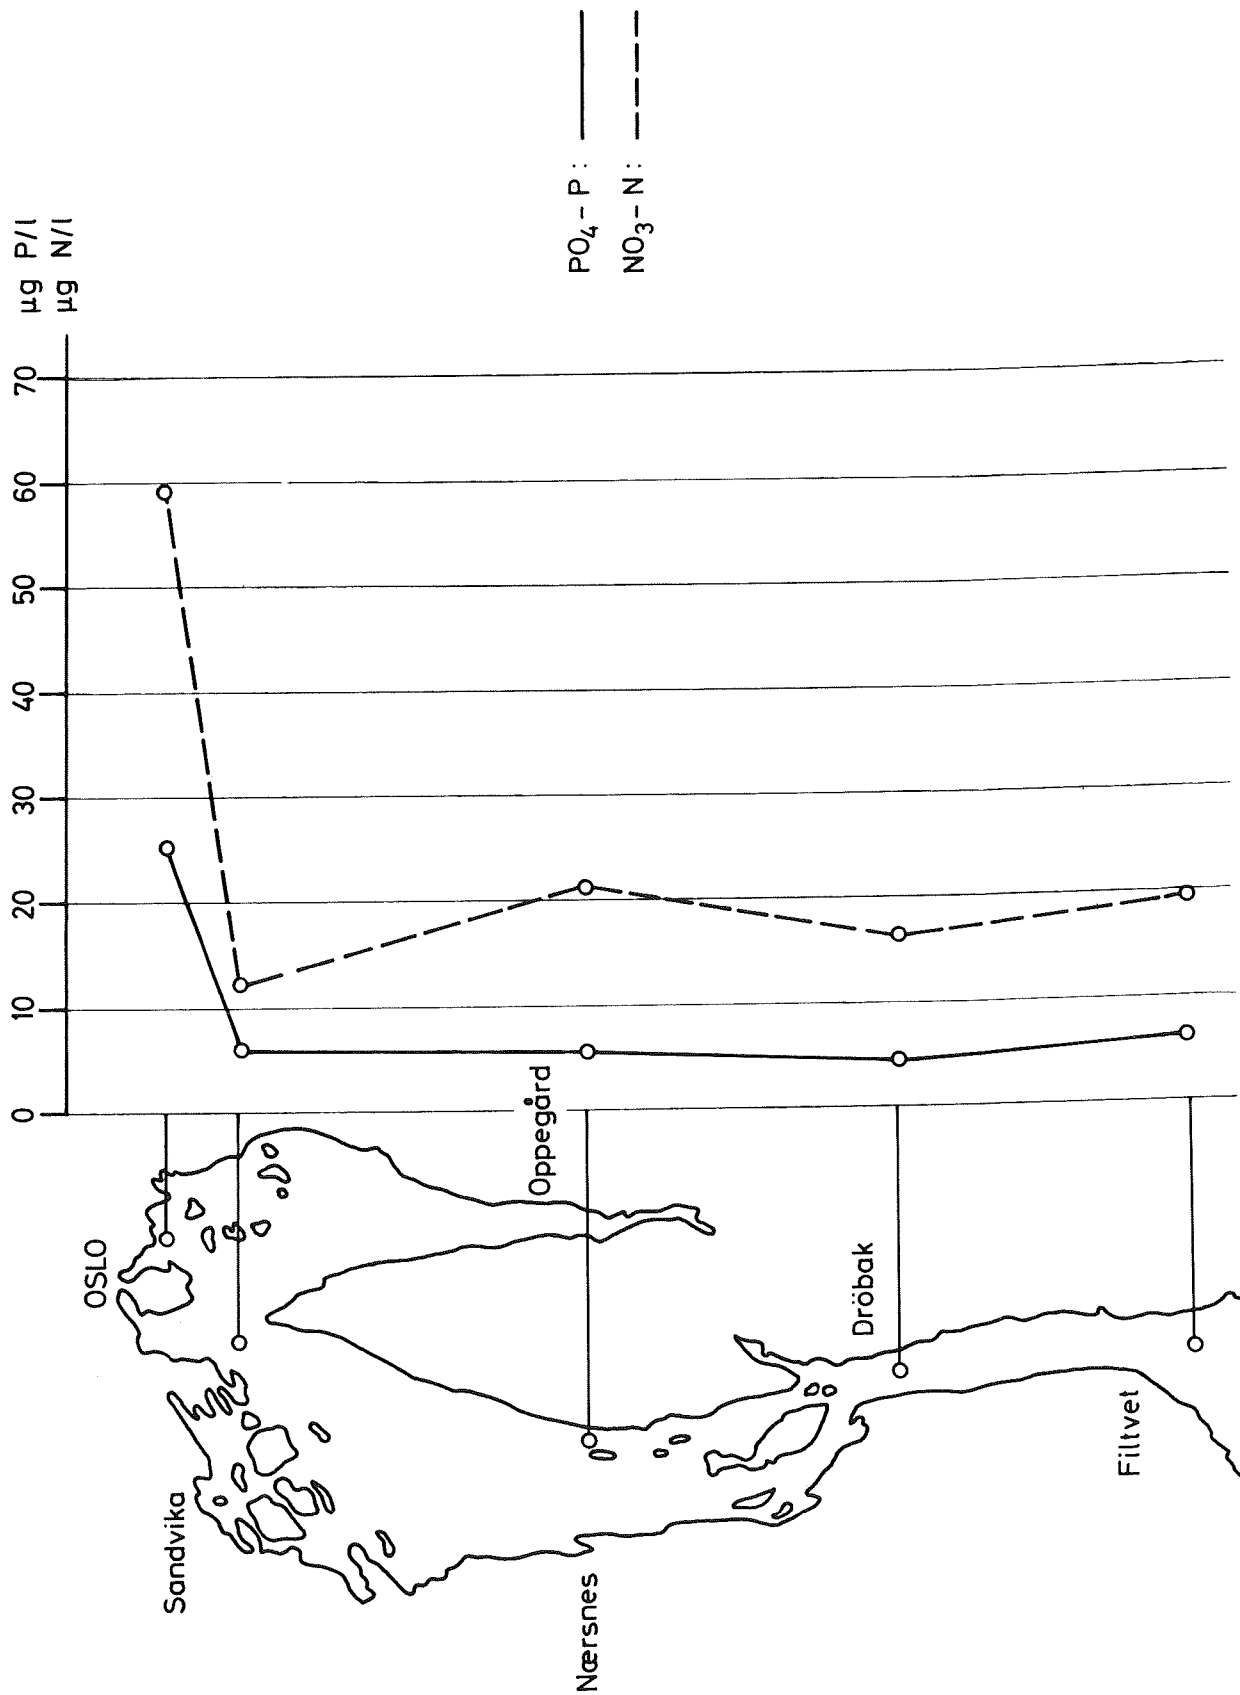 µg P/l
µg N/l
0 10 20 30 40 50 60 70
PO₄ – P :
NO₃ – N :
OSLO
Sandvika
Oppegård
Nærsnes
Dröbak
Filtvet